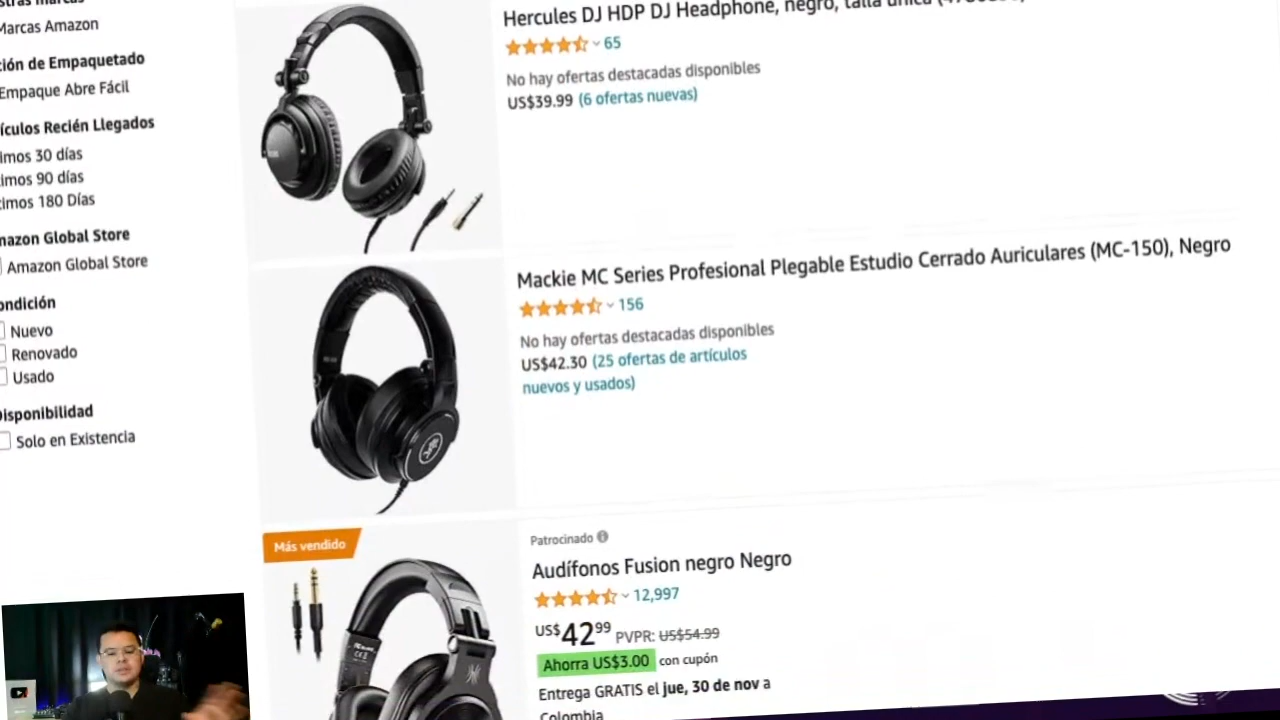 Marcas Amazon
ción de Empaquetado
Empaque Abre Fácil
ículos Recién Llegados
imos 30 días
timos 90 días
timos 180 Días
mazon Global Store
Amazon Global Store
ondición
Nuevo
Renovado
Usado
Disponibilidad
Solo en Existencia
Hercules DJ HDP DJ Headphone, negro, talla única
65
No hay ofertas destacadas disponibles
US$39.99 (6 ofertas nuevas)
Mackie MC Series Profesional Plegable Estudio Cerrado Auriculares (MC-150), Negro
156
No hay ofertas destacadas disponibles
US$42.30 (25 ofertas de artículos
nuevos y usados)
Más vendido
Patrocinado
Audífonos Fusion negro Negro
12,997
US$42.99 PVPR: US$54.99
Ahorra US$3.00 con cupón
Entrega GRATIS el jue, 30 de nov a
Colombia